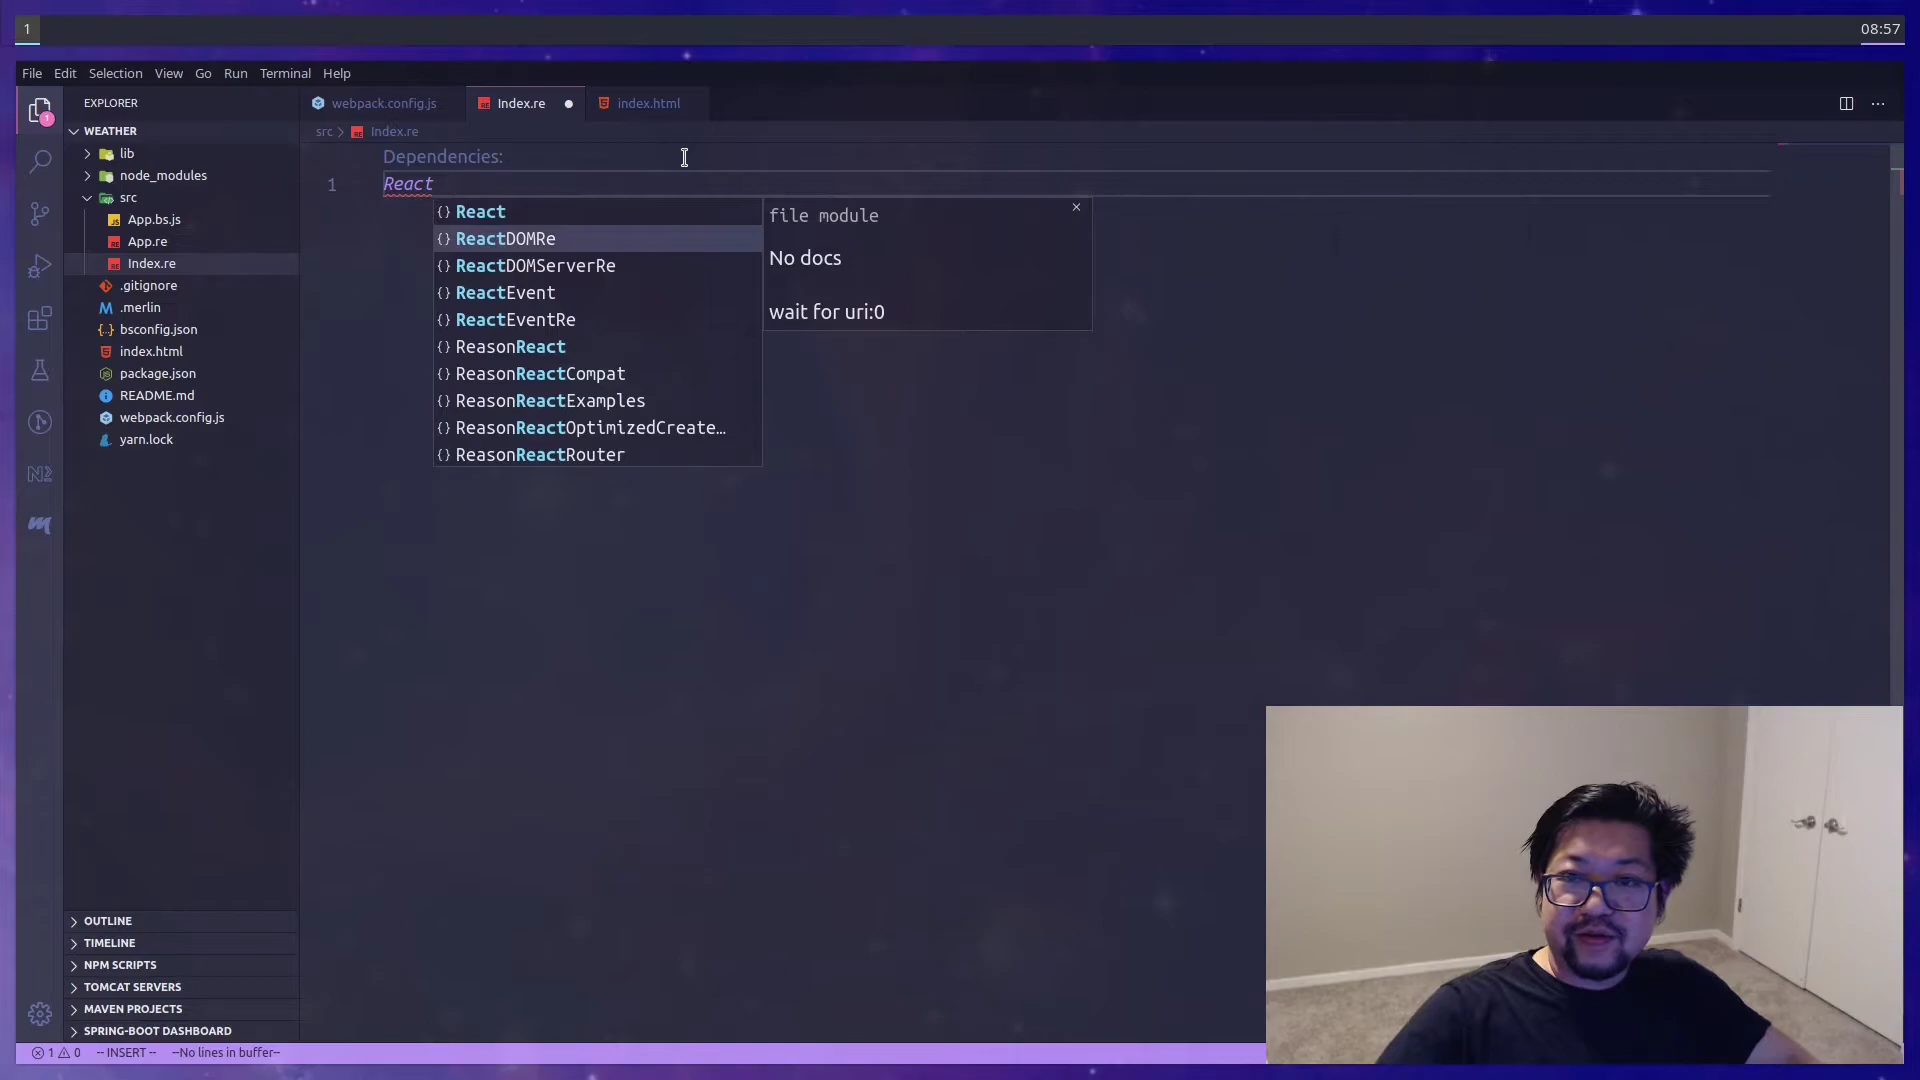 1
08:57
File Edit Selection View Go Run Terminal Help
EXPLORER
webpack.config.js
Index.re
index.html
1
WEATHER
src > Index.re
lib
node_modules
src
App.bs.js
App.re
Index.re
.gitignore
.merlin
bsconfig.json
index.html
package.json
README.md
webpack.config.js
yarn.lock
Dependencies:
1 React
{} React
{} ReactDOMRe
{} ReactDOMServerRe
{} ReactEvent
{} ReactEventRe
{} ReasonReact
{} ReasonReactCompat
{} ReasonReactExamples
{} ReasonReactOptimizedCreate…
{} ReasonReactRouter
file module
No docs
wait for uri:0
OUTLINE
TIMELINE
NPM SCRIPTS
TOMCAT SERVERS
MAVEN PROJECTS
SPRING-BOOT DASHBOARD
1 0 -- INSERT -- --No lines in buffer--